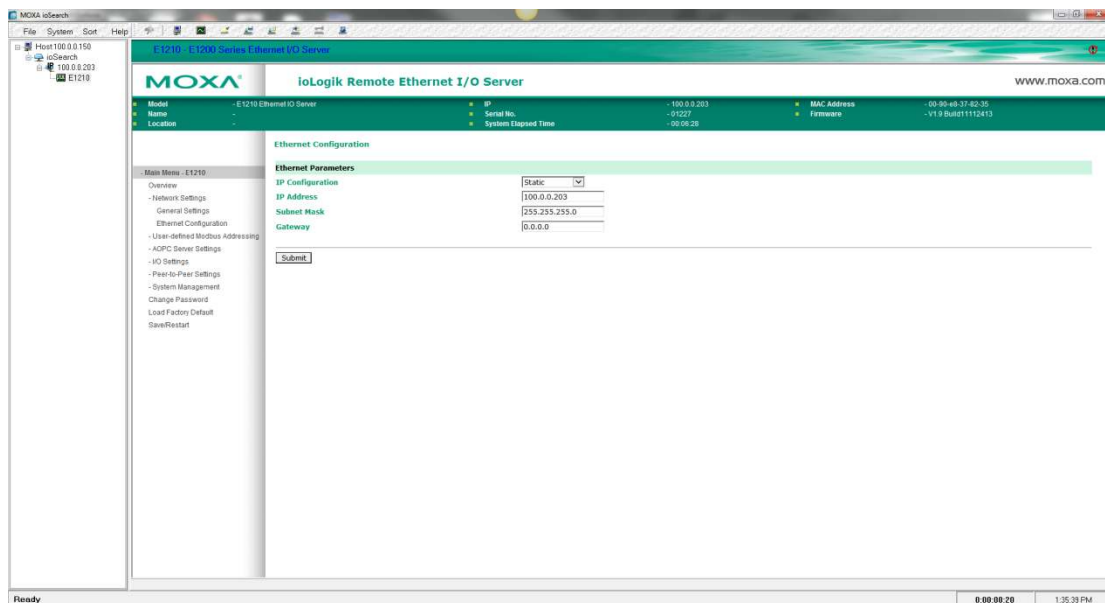 MOXA ioSearch
File System Sort Help
Host100.0.0.150
ioSearch
100.0.0.203
E1210
E1210 - E1200 Series Ethernet I/O Server
MOXA®
ioLogik Remote Ethernet I/O Server
www.moxa.com
Model - E1210 Ethernet IO Server
Name -
Location -
IP - 100.0.0.203
Serial No. - 01227
System Elapsed Time - 00:06:28
MAC Address - 00-90-e8-37-82-35
Firmware - V1.9 Build11112413
- Main Menu - E1210
Overview
- Network Settings
General Settings
Ethernet Configuration
- User-defined Modbus Addressing
- AOPC Server Settings
- I/O Settings
- Peer-to-Peer Settings
- System Management
Change Password
Load Factory Default
Save/Restart
Ethernet Configuration
Ethernet Parameters
IP Configuration Static
IP Address 100.0.0.203
Subnet Mask 255.255.255.0
Gateway 0.0.0.0
Submit
Ready
0:00:08:20
1:35:39 PM